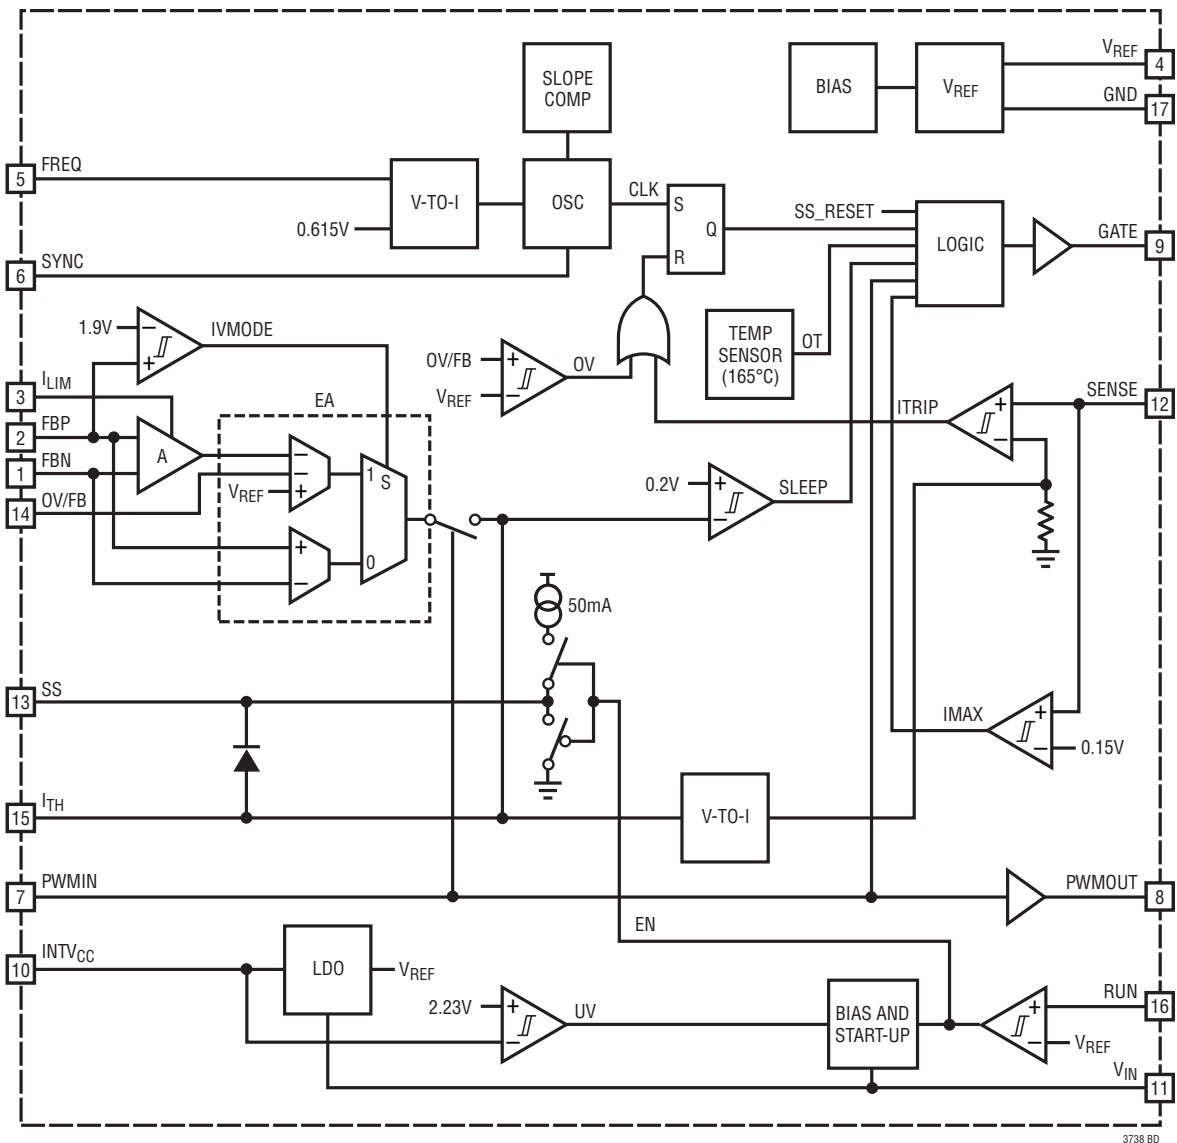 SLOPE
COMP
BIAS
VREF
VREF
4
GND
17
FREQ
5
V-TO-I
OSC
CLK
S
Q
R
0.615V
SS_RESET
LOGIC
GATE
9
SYNC
6
1.9V
−
+
IVMODE
TEMP
SENSOR
(165°C)
OT
OV/FB
+
VREF
−
OV
ILIM
3
FBP
2
FBN
1
OV/FB
14
A
EA
−
−
VREF
+
1
S
0
+
−
ITRIP
+
−
SENSE
12
0.2V
+
−
SLEEP
50mA
SS
13
IMAX
+
−
0.15V
ITH
15
V-TO-I
PWMIN
7
PWMOUT
8
EN
INTVCC
10
LDO
VREF
2.23V
+
−
UV
BIAS AND
START-UP
+
−
RUN
16
VREF
VIN
11
3738 BD